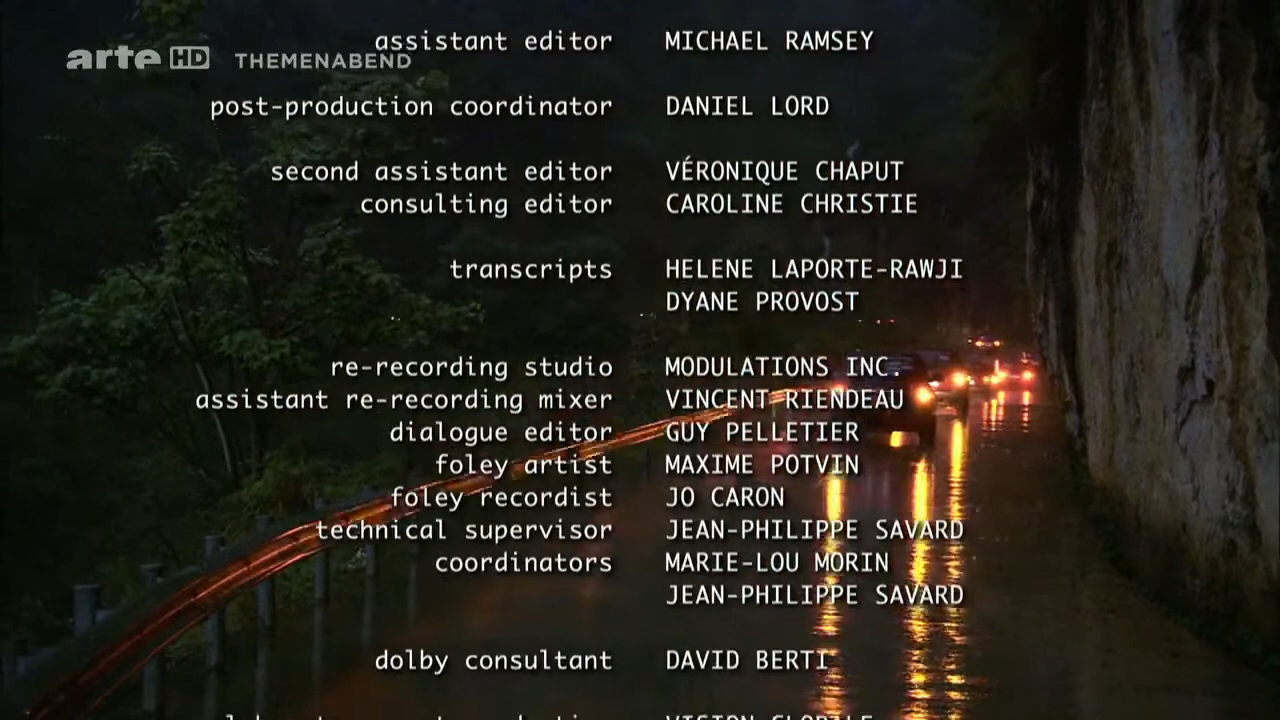 arte HD THEMENABEND
assistant editor MICHAEL RAMSEY
post-production coordinator DANIEL LORD
second assistant editor VÉRONIQUE CHAPUT
consulting editor CAROLINE CHRISTIE
transcripts HELENE LAPORTE-RAWJI
DYANE PROVOST
re-recording studio MODULATIONS INC.
assistant re-recording mixer VINCENT RIENDEAU
dialogue editor GUY PELLETIER
foley artist MAXIME POTVIN
foley recordist JO CARON
technical supervisor JEAN-PHILIPPE SAVARD
coordinators MARIE-LOU MORIN
JEAN-PHILIPPE SAVARD
dolby consultant DAVID BERTI